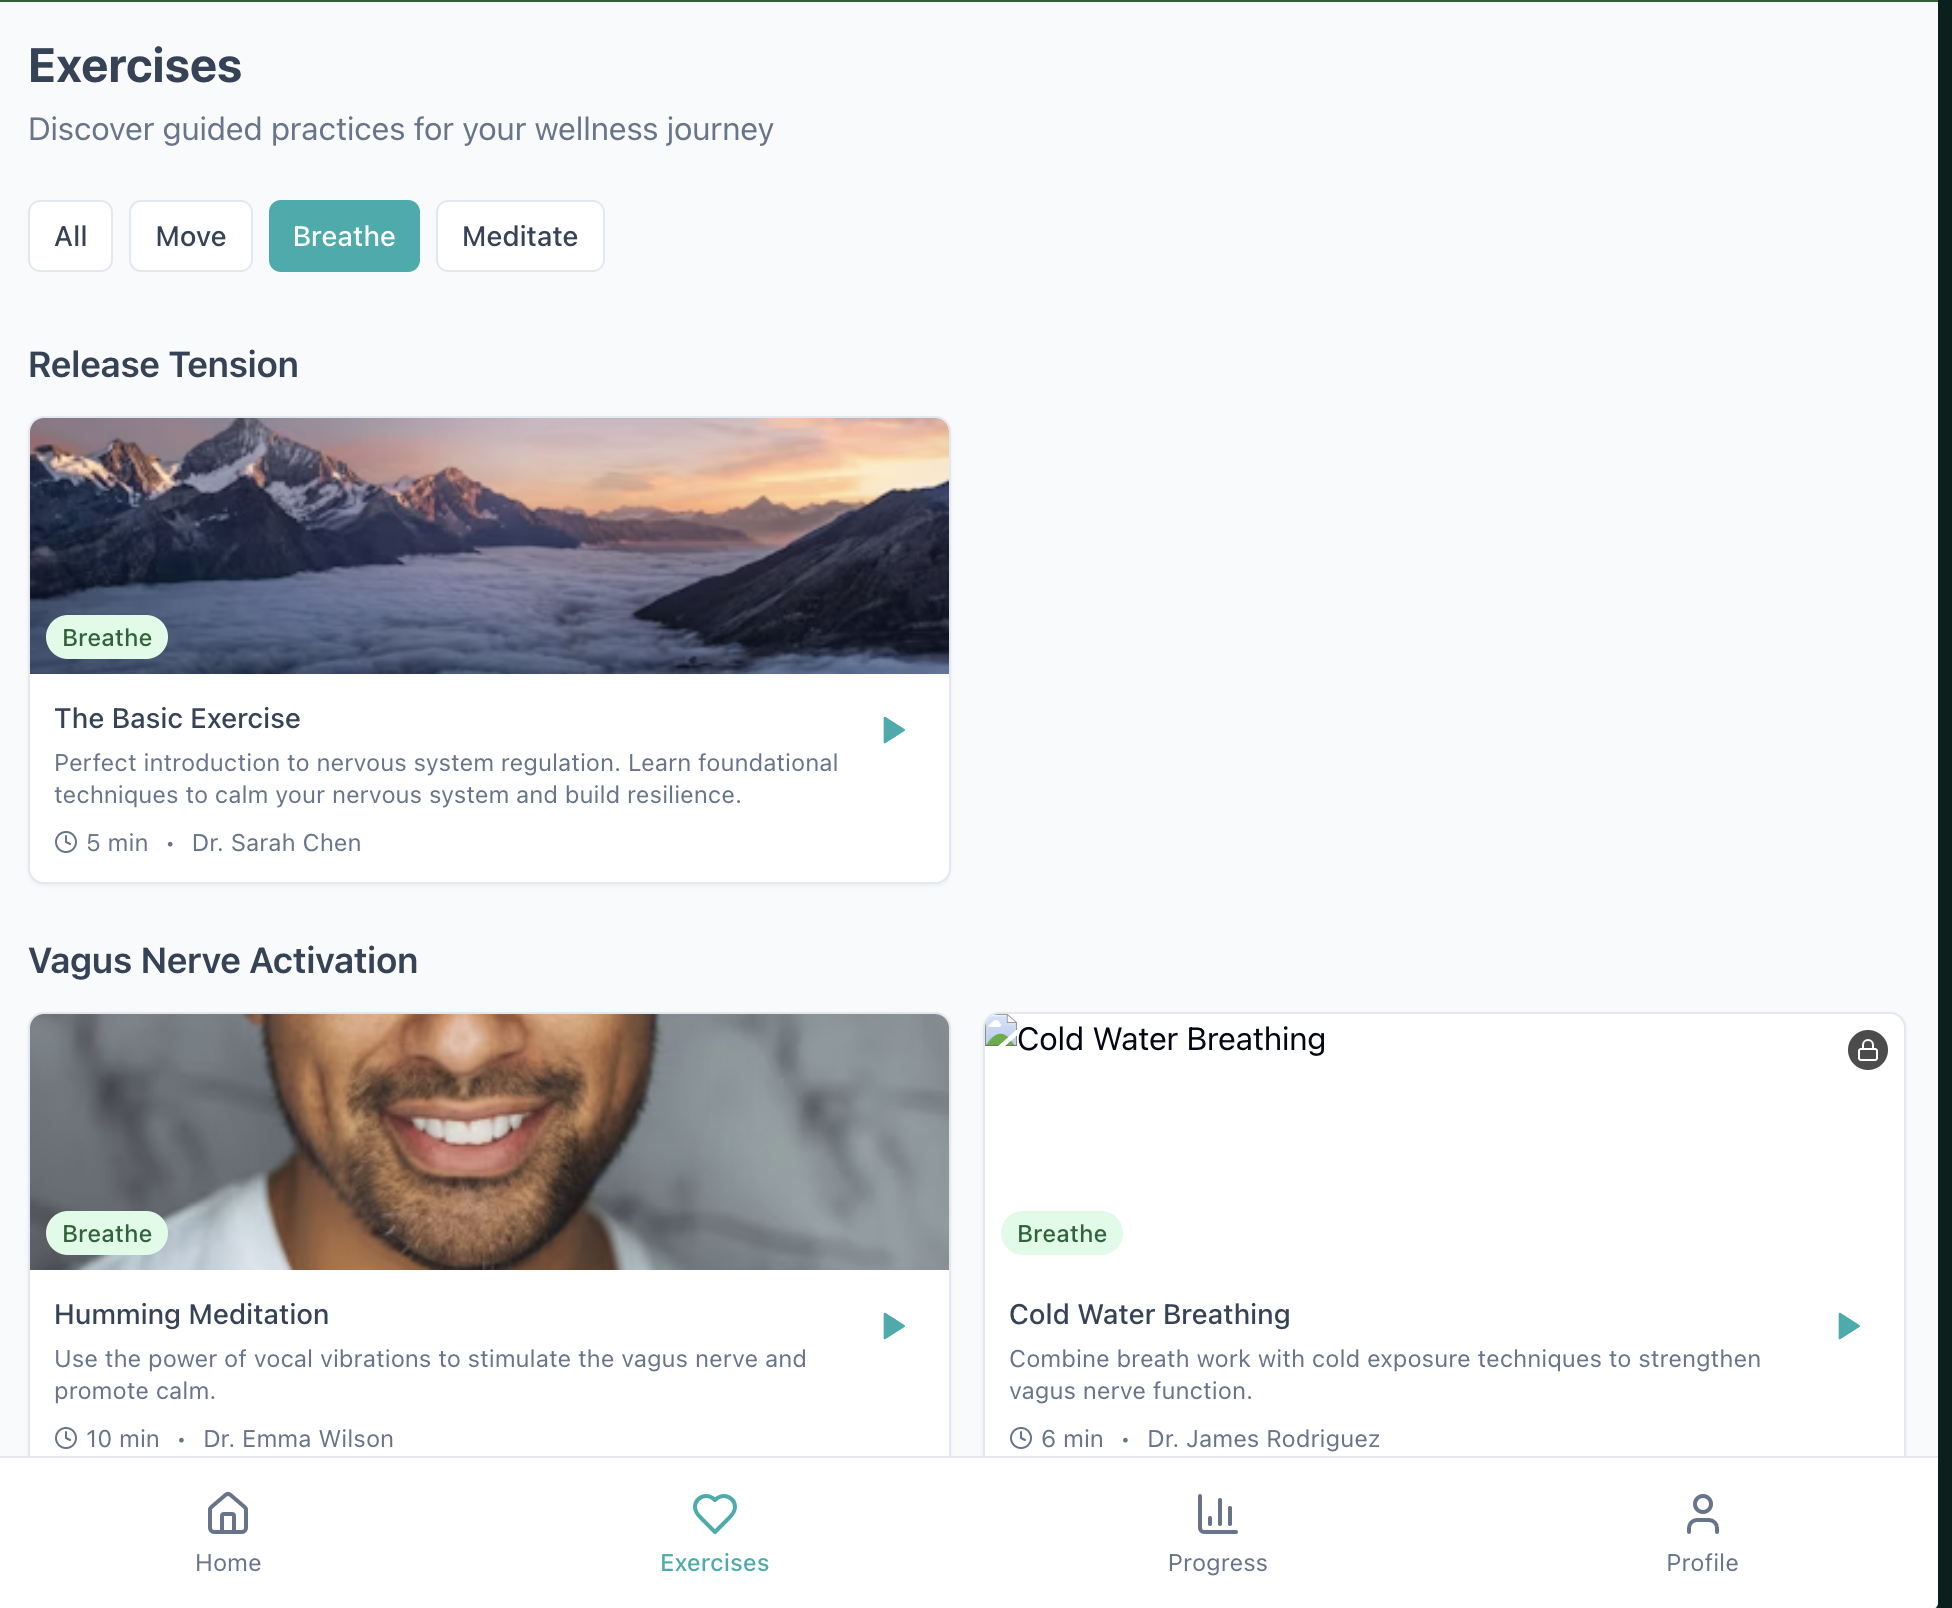 Exercises
Discover guided practices for your wellness journey
All
Move
Breathe
Meditate
Release Tension
Breathe
The Basic Exercise
Perfect introduction to nervous system regulation. Learn foundational
techniques to calm your nervous system and build resilience.
5 min • Dr. Sarah Chen
Vagus Nerve Activation
Breathe
Humming Meditation
Use the power of vocal vibrations to stimulate the vagus nerve and
promote calm.
10 min • Dr. Emma Wilson
Cold Water Breathing
Breathe
Cold Water Breathing
Combine breath work with cold exposure techniques to strengthen
vagus nerve function.
6 min • Dr. James Rodriguez
Home
Exercises
Progress
Profile